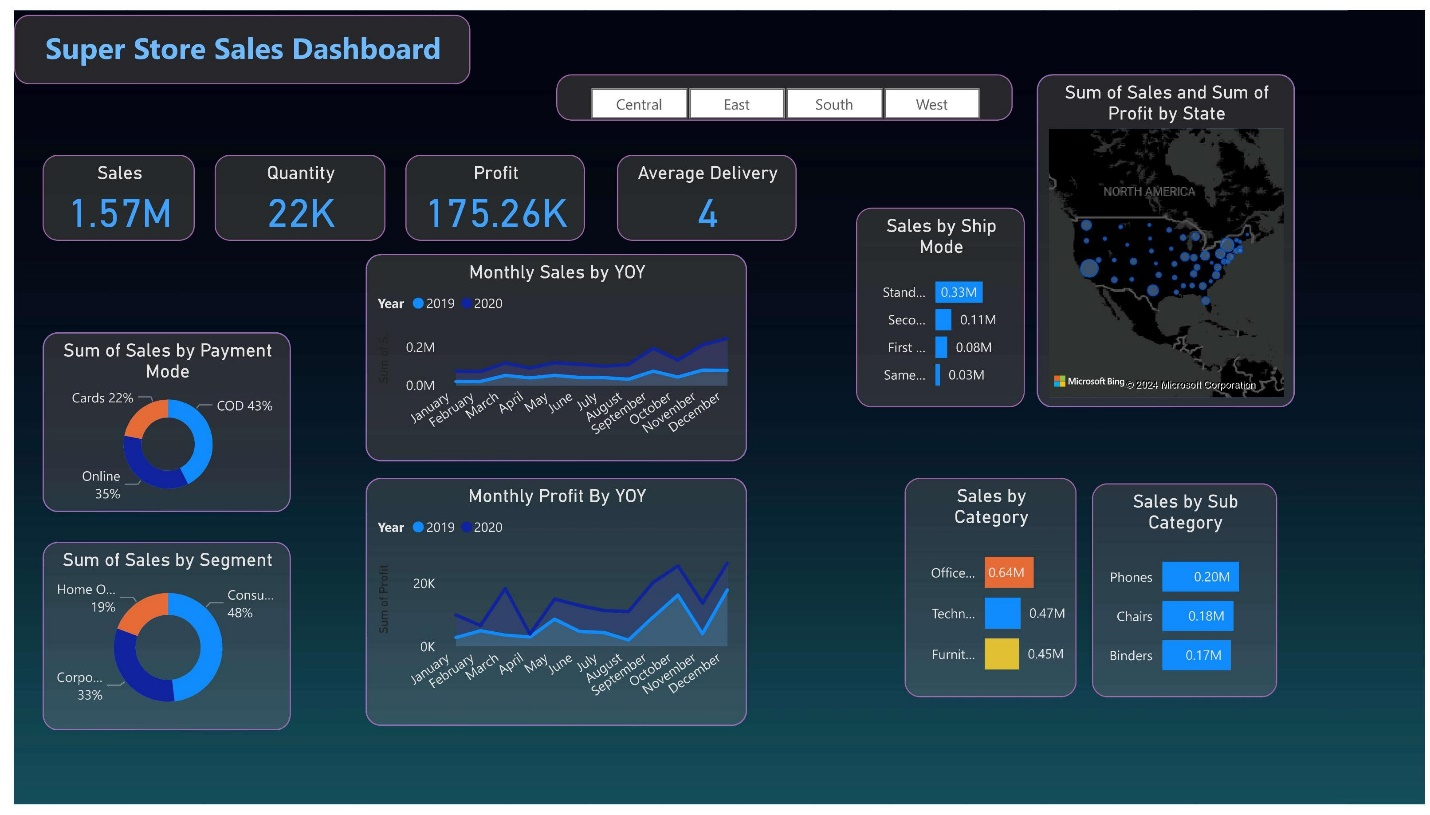 Super Store Sales Dashboard
Central
East
South
West
Sum of Sales and Sum of
Profit by State
NORTH AMERICA
Microsoft Bing
© 2024 Microsoft Corporation
Sales
1.57M
Quantity
22K
Profit
175.26K
Average Delivery
4
Sales by Ship
Mode
Stand...
0.33M
Seco...
0.11M
First ...
0.08M
Same...
0.03M
Monthly Sales by YOY
Year 2019 2020
Sum of S...
0.2M
0.0M
January
February
March
April
May
June
July
August
September
October
November
December
Sum of Sales by Payment
Mode
Cards 22%
COD 43%
Online
35%
Monthly Profit By YOY
Year 2019 2020
Sum of Profit
20K
0K
January
February
March
April
May
June
July
August
September
October
November
December
Sum of Sales by Segment
Home O...
19%
Consu...
48%
Corpo...
33%
Sales by
Category
Office...
0.64M
Techn...
0.47M
Furnit...
0.45M
Sales by Sub
Category
Phones
0.20M
Chairs
0.18M
Binders
0.17M